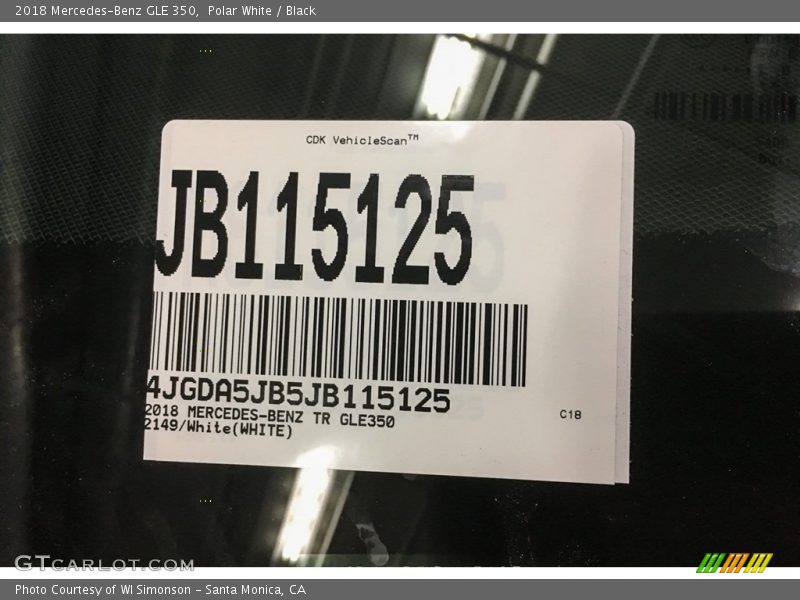 2018 Mercedes-Benz GLE 350,  Polar White / Black
CDK VehicleScan™
JB115125
4JGDA5JB5JB115125
2018 MERCEDES-BENZ TR GLE350
2149/White(WHITE)
C18
GTcarlot.com
Photo Courtesy of WI Simonson - Santa Monica, CA